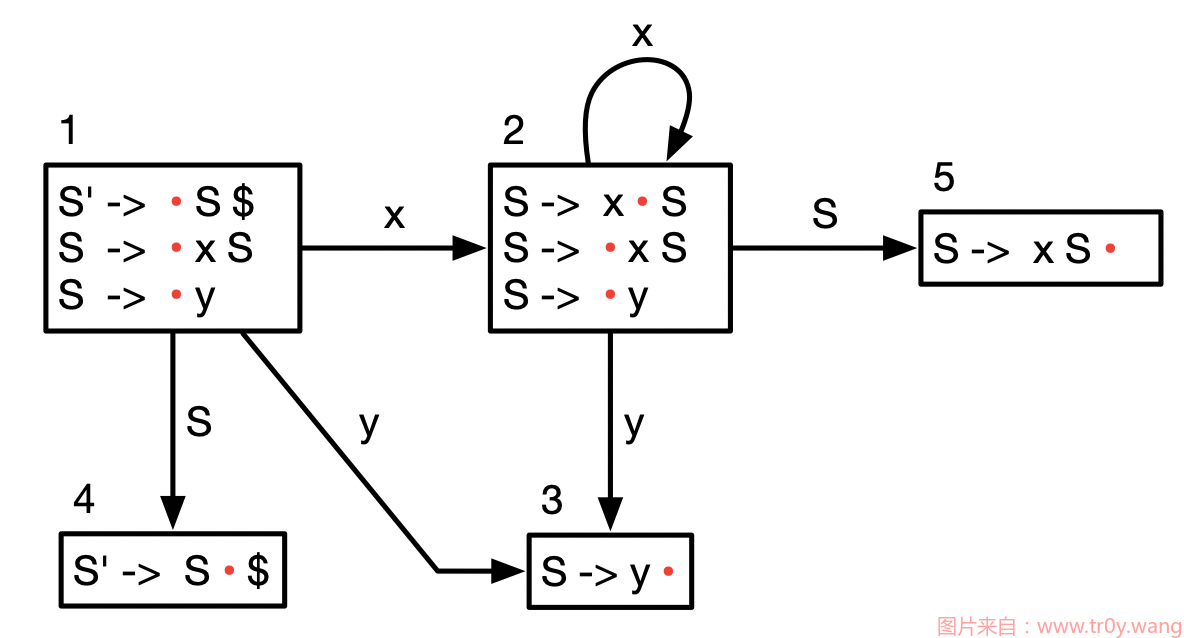 x
1
2
S' -> · S $
S -> · x S
S -> · y
x
S -> x · S
S -> · x S
S -> · y
S
5
S -> x S ·
S
y
y
4
3
S' -> S · $
S -> y ·
图片来自：www.tr0y.wang